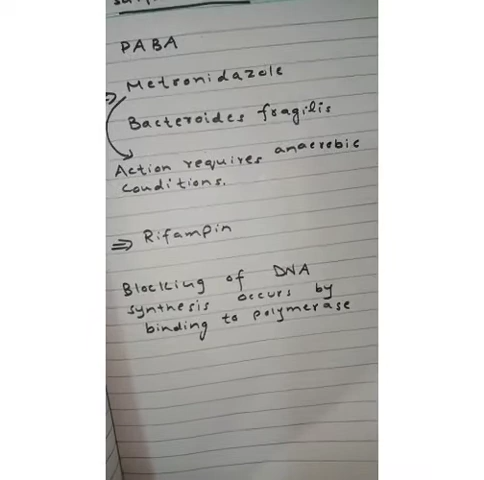 PABA
⇒ Metronidazole
Bacteroides fragilis
Action requires anaerobic
conditions.
⇒ Rifampin
Blocking of DNA
synthesis occurs by
binding to polymerase